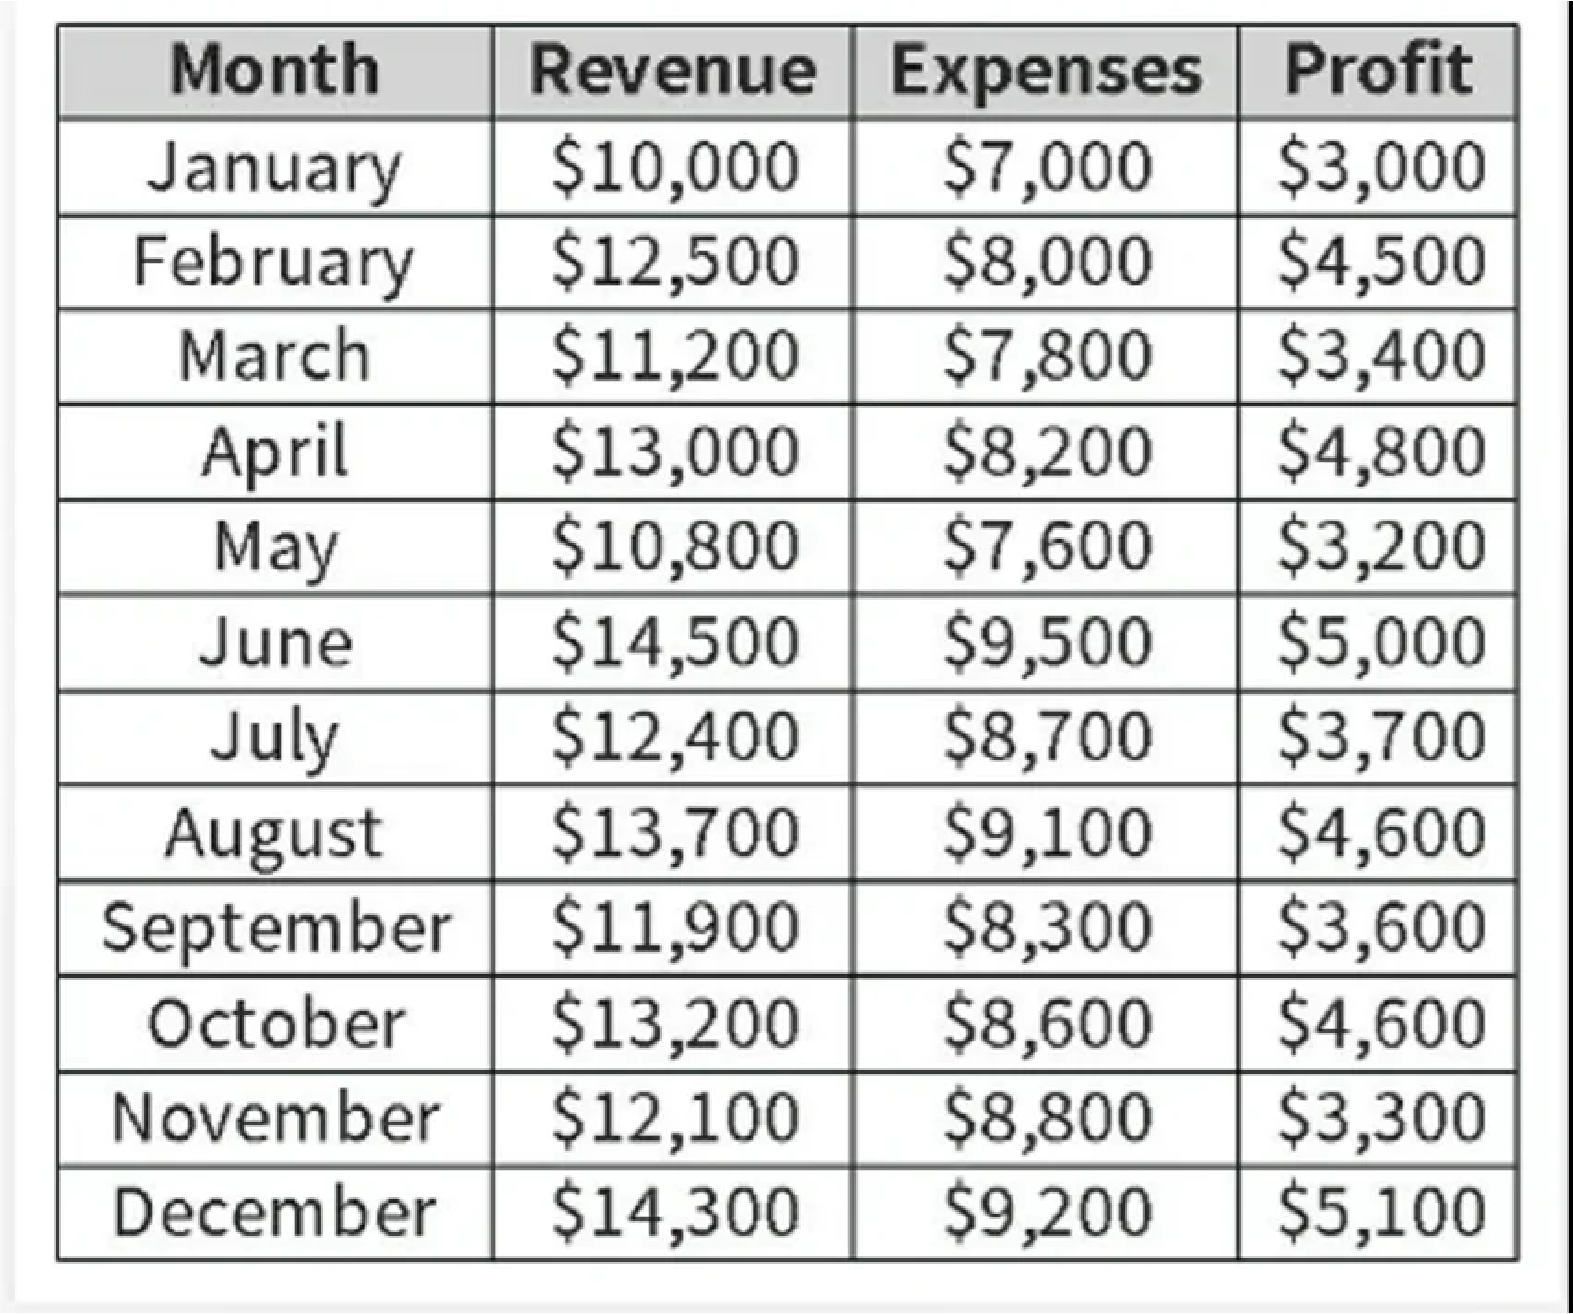 Month Revenue Expenses Profit
January $10,000 $7,000 $3,000
February $12,500 $8,000 $4,500
March $11,200 $7,800 $3,400
April $13,000 $8,200 $4,800
May $10,800 $7,600 $3,200
June $14,500 $9,500 $5,000
July $12,400 $8,700 $3,700
August $13,700 $9,100 $4,600
September $11,900 $8,300 $3,600
October $13,200 $8,600 $4,600
November $12,100 $8,800 $3,300
December $14,300 $9,200 $5,100